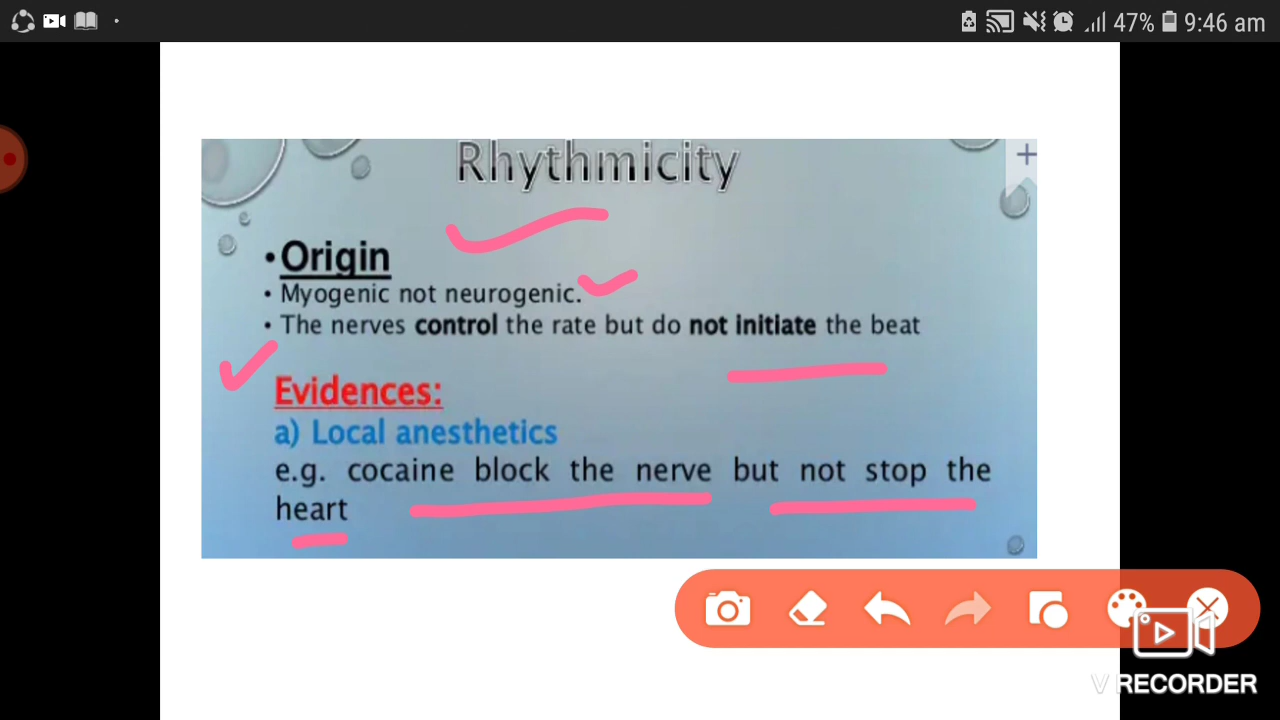 47% 9:46 am
Rhythmicity
• Origin
• Myogenic not neurogenic.
• The nerves control the rate but do not initiate the beat
Evidences:
a) Local anesthetics
e.g. cocaine block the nerve but not stop the
heart
V RECORDER